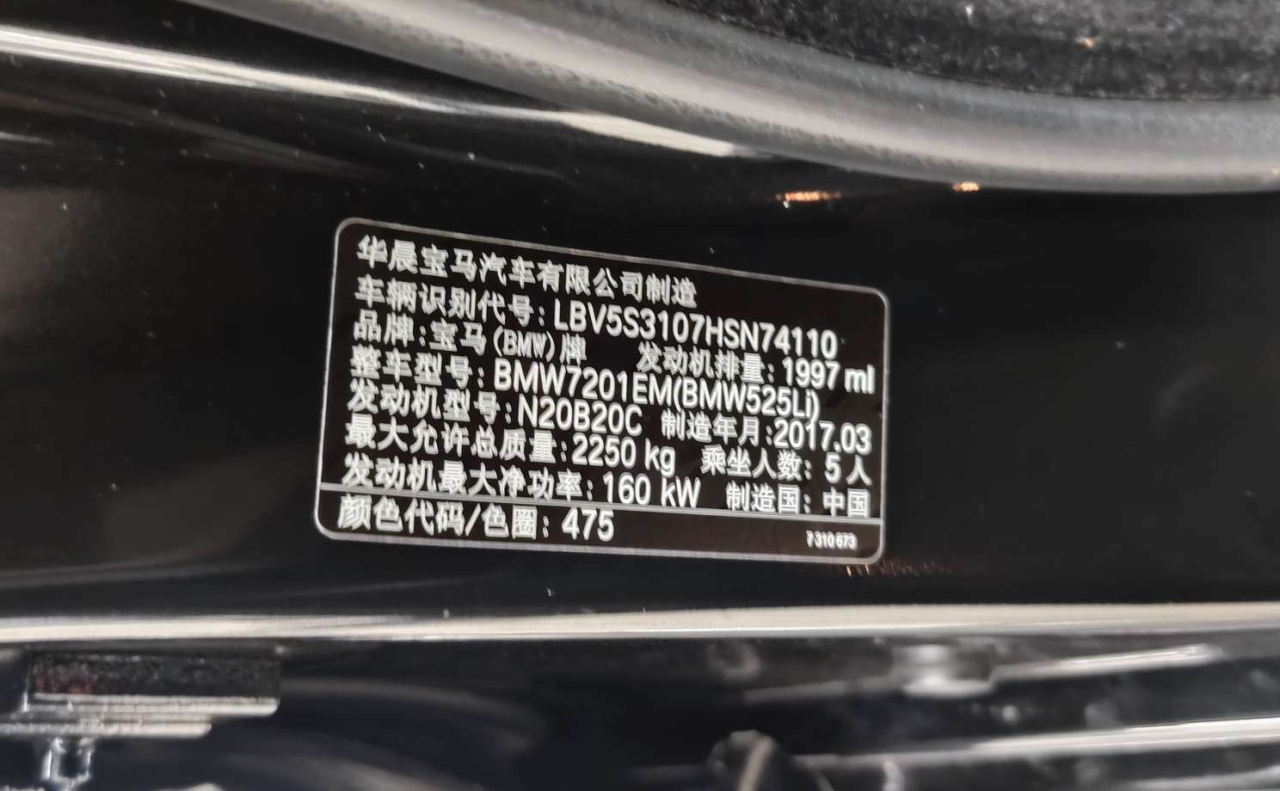 华晨宝马汽车有限公司制造
车辆识别代号: LBV5S3107HSN74110
品牌: 宝马(BMW)牌 发动机排量: 1997 ml
整车型号: BMW7201EM(BMW525Li)
发动机型号: N20B20C 制造年月: 2017.03
最大允许总质量: 2250 kg 乘坐人数: 5人
发动机最大净功率: 160 kW 制造国: 中国
颜色代码/色圈: 475 7310673